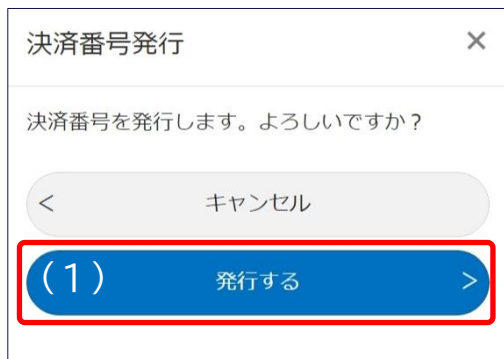 決済番号発行 ×
決済番号を発行します。よろしいですか？
< キャンセル
（１） 発行する >